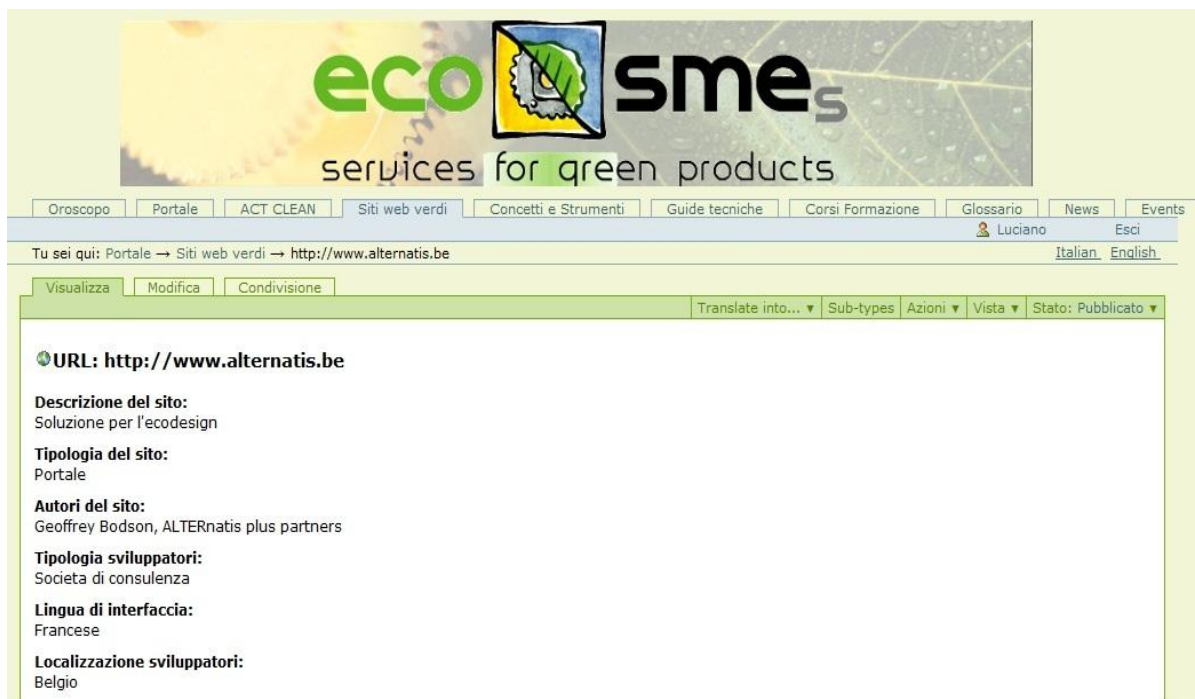 eco smes
services for green products
Oroscopo Portale ACT CLEAN Siti web verdi Concetti e Strumenti Guide tecniche Corsi Formazione Glossario News Events
Luciano Esci
Tu sei qui: Portale → Siti web verdi → http://www.alternatis.be Italian English
Visualizza Modifica Condivisione
Translate into... ▾ Sub-types Azioni ▾ Vista ▾ Stato: Pubblicato ▾
URL: http://www.alternatis.be
Descrizione del sito:
Soluzione per l'ecodesign
Tipologia del sito:
Portale
Autori del sito:
Geoffrey Bodson, ALTERnatis plus partners
Tipologia sviluppatori:
Societa di consulenza
Lingua di interfaccia:
Francese
Localizzazione sviluppatori:
Belgio